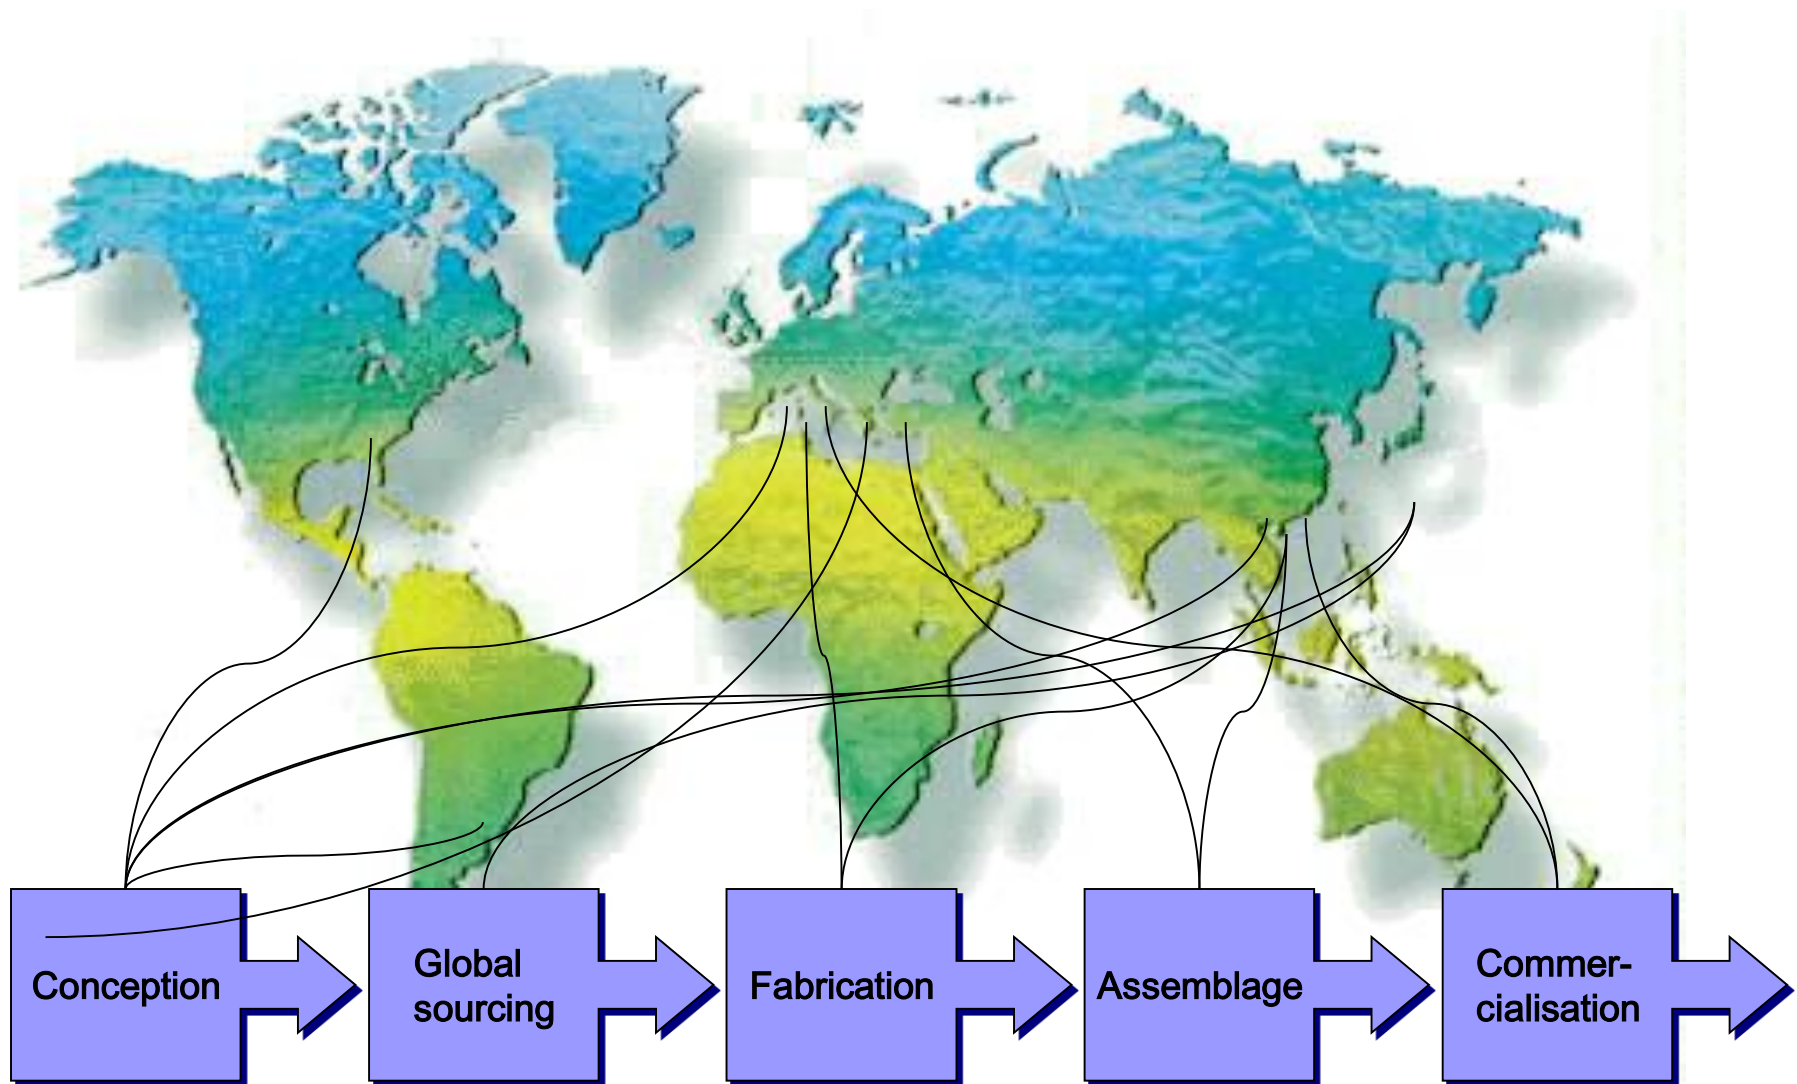 Conception
Global
sourcing
Fabrication
Assemblage
Commer-
cialisation